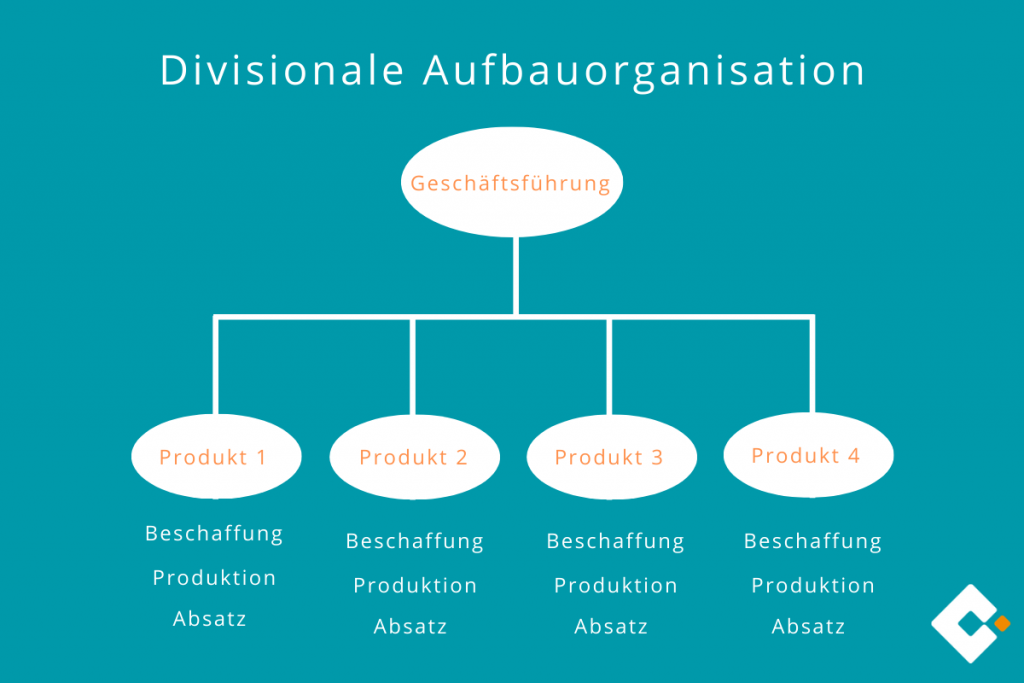 Divisionale Aufbauorganisation
Geschäftsführung
Produkt 1
Produkt 2
Produkt 3
Produkt 4
Beschaffung
Produktion
Absatz
Beschaffung
Produktion
Absatz
Beschaffung
Produktion
Absatz
Beschaffung
Produktion
Absatz